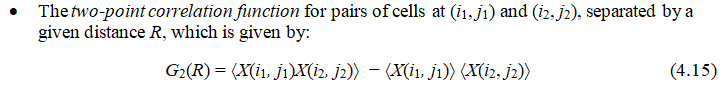 • The two-point correlation function for pairs of cells at (i₁, j₁) and (i₂, j₂), separated by a
given distance R, which is given by:
G₂(R) = ⟨X(i₁, j₁)X(i₂, j₂)⟩ − ⟨X(i₁, j₁)⟩ ⟨X(i₂, j₂)⟩ (4.15)